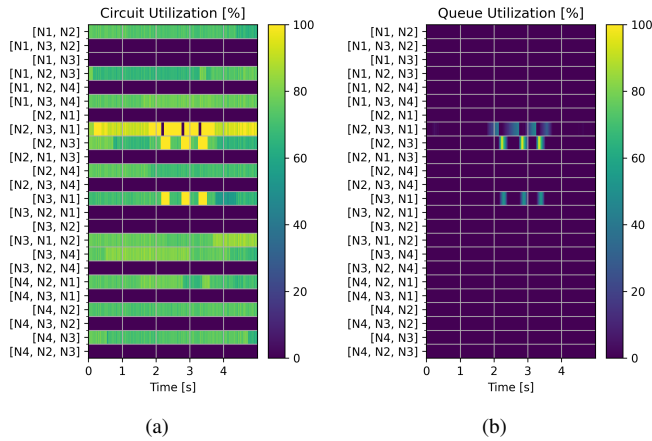 Circuit Utilization [%]
[N1, N2]
[N1, N3, N2]
[N1, N3]
[N1, N2, N3]
[N1, N2, N4]
[N1, N3, N4]
[N2, N1]
[N2, N3, N1]
[N2, N3]
[N2, N1, N3]
[N2, N4]
[N2, N3, N4]
[N3, N1]
[N3, N2, N1]
[N3, N2]
[N3, N1, N2]
[N3, N4]
[N3, N2, N4]
[N4, N2, N1]
[N4, N3, N1]
[N4, N2]
[N4, N3, N2]
[N4, N3]
[N4, N2, N3]
0 1 2 3 4
Time [s]
100
80
60
40
20
0
(a)
Queue Utilization [%]
[N1, N2]
[N1, N3, N2]
[N1, N3]
[N1, N2, N3]
[N1, N2, N4]
[N1, N3, N4]
[N2, N1]
[N2, N3, N1]
[N2, N3]
[N2, N1, N3]
[N2, N4]
[N2, N3, N4]
[N3, N1]
[N3, N2, N1]
[N3, N2]
[N3, N1, N2]
[N3, N4]
[N3, N2, N4]
[N4, N2, N1]
[N4, N3, N1]
[N4, N2]
[N4, N3, N2]
[N4, N3]
[N4, N2, N3]
0 1 2 3 4
Time [s]
100
80
60
40
20
0
(b)